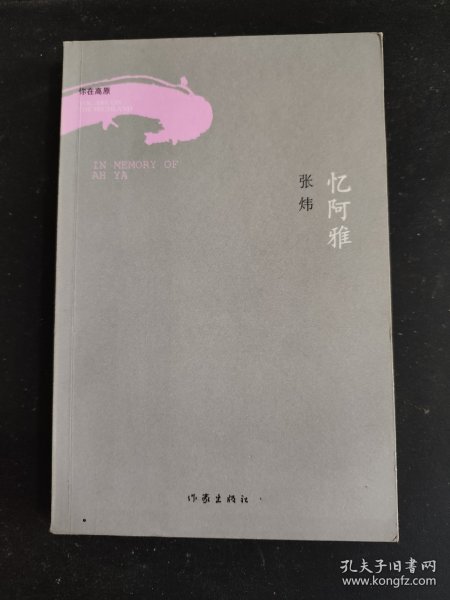 你在高原
IN MEMORY OF
AH YA
忆阿雅
张炜
作家出版社
孔夫子旧书网
www.kongfz.com